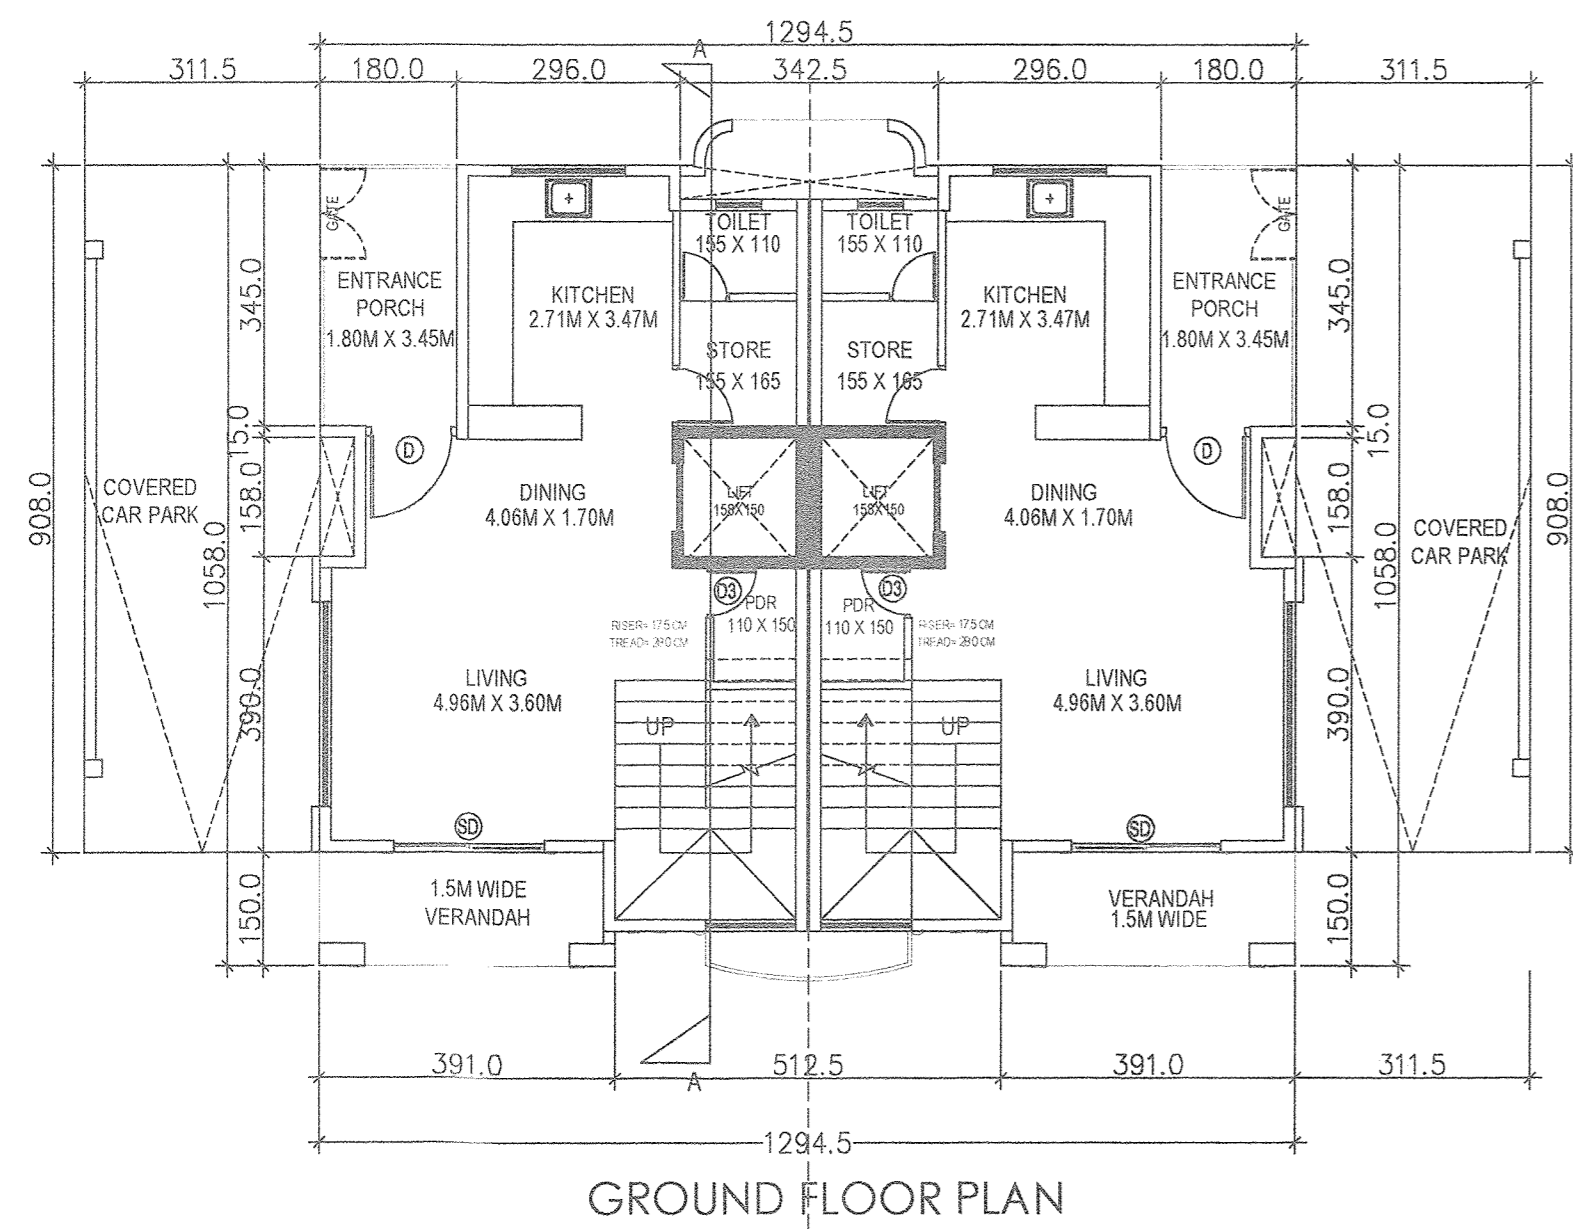 1294.5
A
311.5 180.0 296.0 342.5 296.0 180.0 311.5
GATE
TOILET
155 X 110
TOILET
155 X 110
GATE
ENTRANCE
PORCH
1.80M X 3.45M
KITCHEN
2.71M X 3.47M
KITCHEN
2.71M X 3.47M
ENTRANCE
PORCH
1.80M X 3.45M
345.0
345.0
STORE
155 X 165
STORE
155 X 165
15.0
15.0
D
D
908.0
COVERED
CAR PARK
158.0
1058.0
DINING
4.06M X 1.70M
LIFT
158X150
LIFT
158X150
DINING
4.06M X 1.70M
158.0
1058.0
COVERED
CAR PARK
908.0
D3
D3
PDR
110 X 150
PDR
110 X 150
RISER= 17.5 CM
TREAD= 28.0 CM
RISER= 17.5 CM
TREAD= 28.0 CM
390.0
LIVING
4.96M X 3.60M
UP
UP
LIVING
4.96M X 3.60M
390.0
SD
SD
150.0
1.5M WIDE
VERANDAH
VERANDAH
1.5M WIDE
150.0
391.0 512.5 391.0 311.5
A
1294.5
GROUND FLOOR PLAN